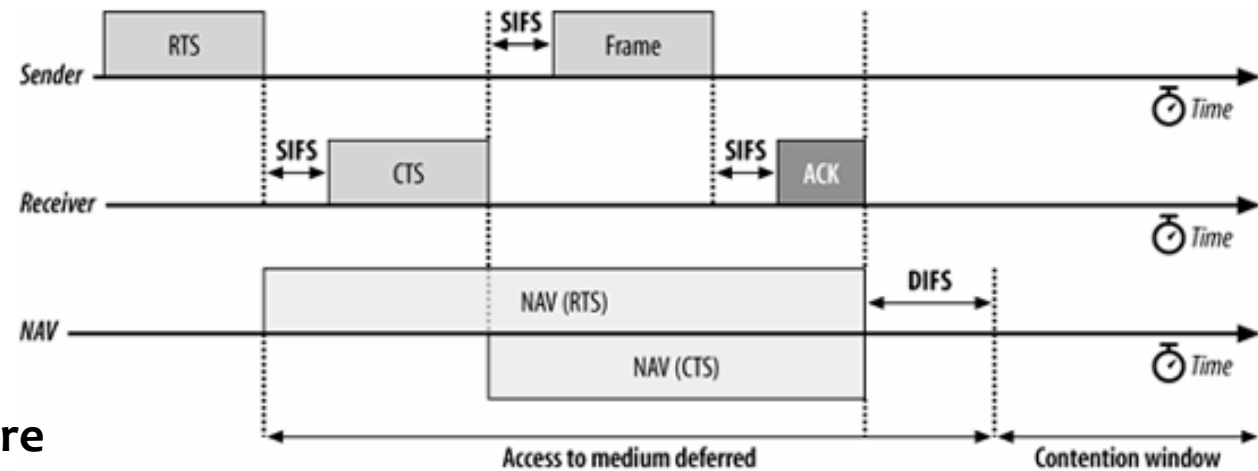 SIFS
RTS
Frame
Sender
Time
SIFS
SIFS
CTS
ACK
Receiver
Time
DIFS
NAV (RTS)
NAV
NAV (CTS)
Time
re
Access to medium deferred
Contention window